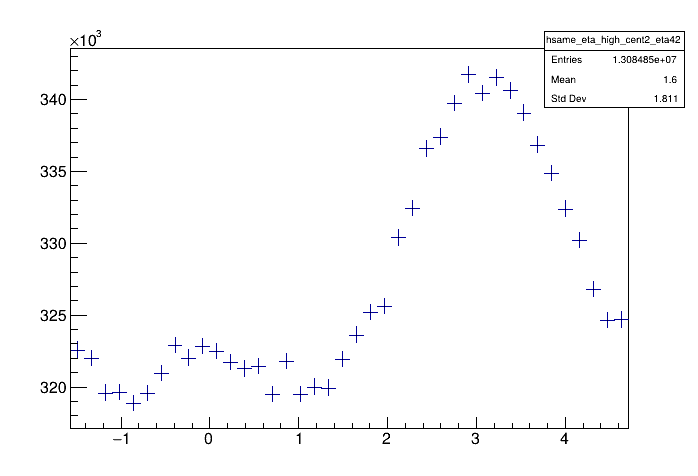 ×10³
hsame_eta_high_cent2_eta42
Entries 1.308485e+07
Mean 1.6
Std Dev 1.811
340
335
330
325
320
−1 0 1 2 3 4